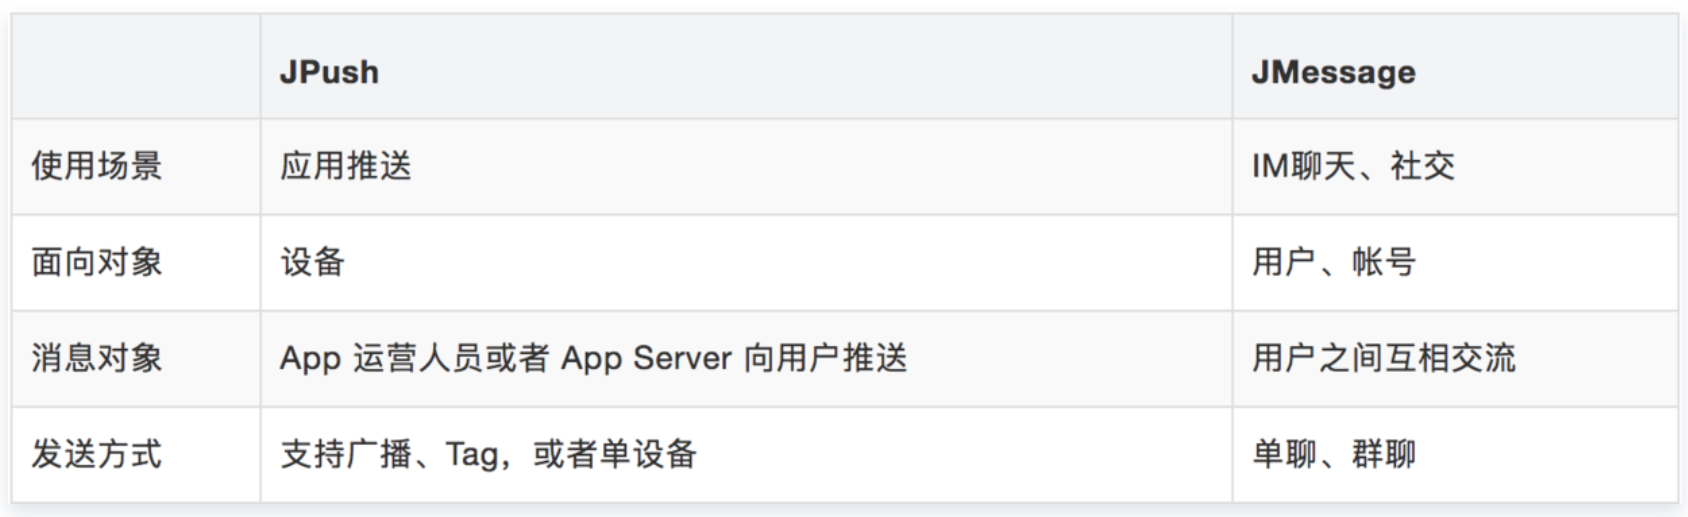 JPush JMessage
使用场景 应用推送 IM聊天、社交
面向对象 设备 用户、帐号
消息对象 App 运营人员或者 App Server 向用户推送 用户之间互相交流
发送方式 支持广播、Tag，或者单设备 单聊、群聊